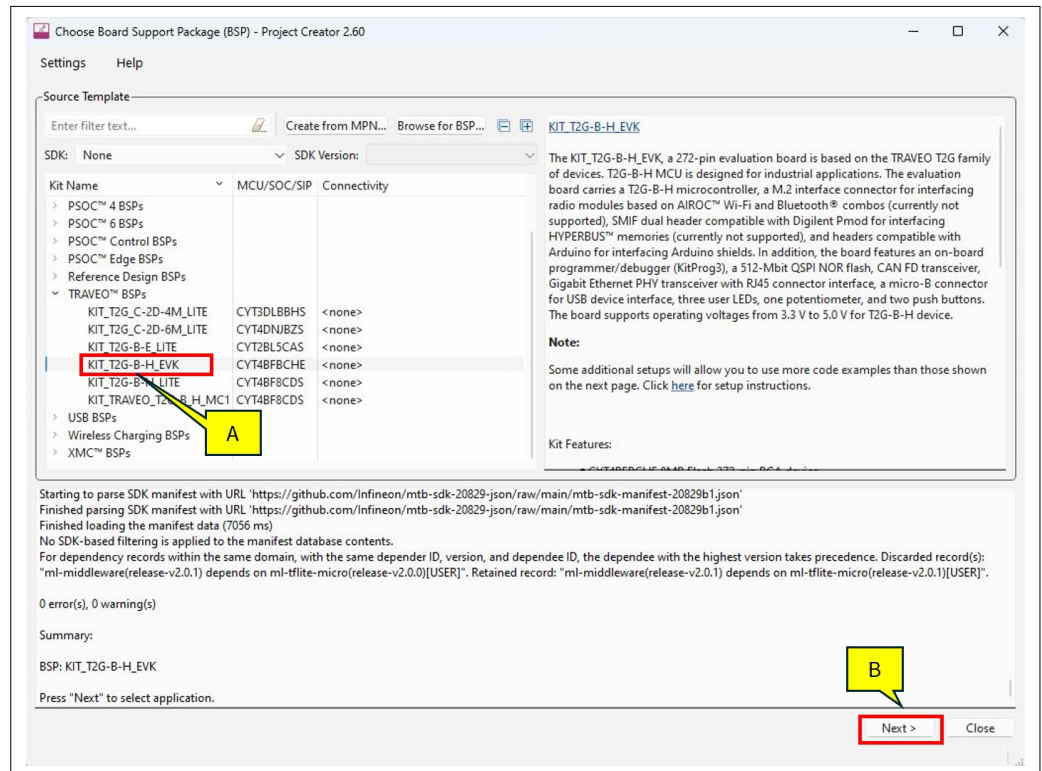 Choose Board Support Package (BSP) - Project Creator 2.60
Settings Help
Source Template
Enter filter text... Create from MPN... Browse for BSP...
SDK: None SDK Version:
Kit Name MCU/SOC/SIP Connectivity
PSOC™ 4 BSPs
PSOC™ 6 BSPs
PSOC™ Control BSPs
PSOC™ Edge BSPs
Reference Design BSPs
TRAVEO™ BSPs
KIT_T2G_C-2D-4M_LITE CYT3DLBBHS <none>
KIT_T2G_C-2D-6M_LITE CYT4DNJBZS <none>
KIT_T2G-B-E_LITE CYT2BL5CAS <none>
KIT_T2G-B-H_EVK CYT4BFBCHE <none>
KIT_T2G-B-H_LITE CYT4BF8CDS <none>
KIT_TRAVEO_T2G_B_H_MC1 CYT4BF8CDS <none>
USB BSPs
Wireless Charging BSPs
XMC™ BSPs
A
KIT_T2G-B-H_EVK
The KIT_T2G-B-H_EVK, a 272-pin evaluation board is based on the TRAVEO T2G family
of devices. T2G-B-H MCU is designed for industrial applications. The evaluation
board carries a T2G-B-H microcontroller, a M.2 interface connector for interfacing
radio modules based on AIROC™ Wi-Fi and Bluetooth® combos (currently not
supported), SMIF dual header compatible with Digilent Pmod for interfacing
HYPERBUS™ memories (currently not supported), and headers compatible with
Arduino for interfacing Arduino shields. In addition, the board features an on-board
programmer/debugger (KitProg3), a 512-Mbit QSPI NOR flash, CAN FD transceiver,
Gigabit Ethernet PHY transceiver with RJ45 connector interface, a micro-B connector
for USB device interface, three user LEDs, one potentiometer, and two push buttons.
The board supports operating voltages from 3.3 V to 5.0 V for T2G-B-H device.
Note:
Some additional setups will allow you to use more code examples than those shown
on the next page. Click here for setup instructions.
Kit Features:
Starting to parse SDK manifest with URL 'https://github.com/Infineon/mtb-sdk-20829-json/raw/main/mtb-sdk-manifest-20829b1.json'
Finished parsing SDK manifest with URL 'https://github.com/Infineon/mtb-sdk-20829-json/raw/main/mtb-sdk-manifest-20829b1.json'
Finished loading the manifest data (7056 ms)
No SDK-based filtering is applied to the manifest database contents.
For dependency records within the same domain, with the same depender ID, version, and dependee ID, the dependee with the highest version takes precedence. Discarded record(s):
"ml-middleware(release-v2.0.1) depends on ml-tflite-micro(release-v2.0.0)[USER]". Retained record: "ml-middleware(release-v2.0.1) depends on ml-tflite-micro(release-v2.0.1)[USER]".
0 error(s), 0 warning(s)
Summary:
BSP: KIT_T2G-B-H_EVK
Press "Next" to select application.
B
Next > Close